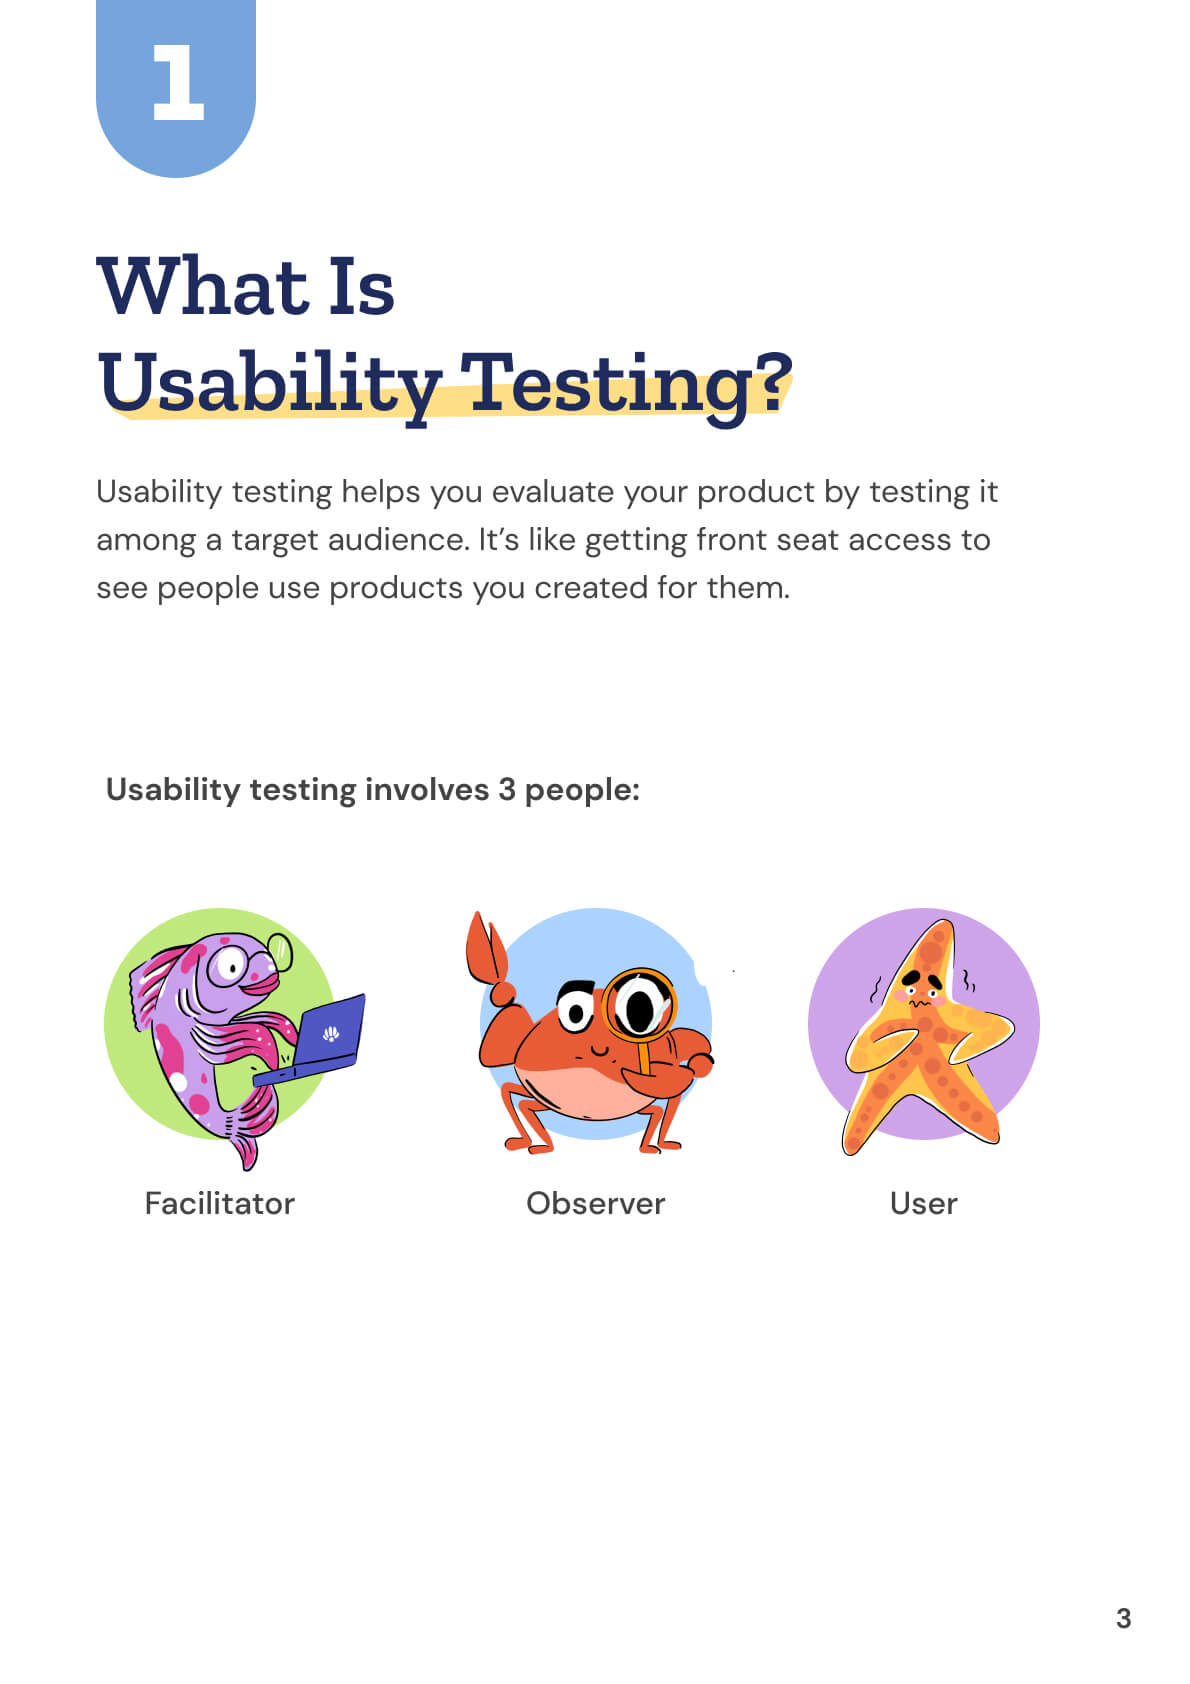 1
What Is
Usability Testing?
Usability testing helps you evaluate your product by testing it
among a target audience. It’s like getting front seat access to
see people use products you created for them.
Usability testing involves 3 people:
Facilitator
Observer
User
3